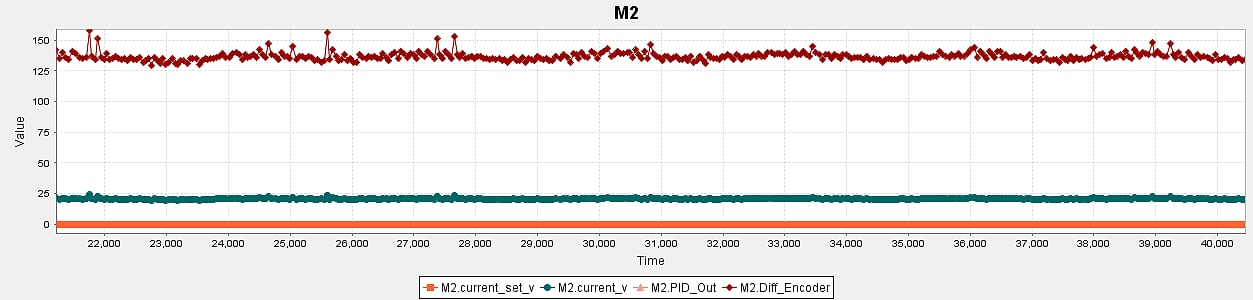 M2
Value
150
125
100
75
50
25
0
22,000 23,000 24,000 25,000 26,000 27,000 28,000 29,000 30,000 31,000 32,000 33,000 34,000 35,000 36,000 37,000 38,000 39,000 40,000
Time
M2.current_set_v M2.current_v M2.PID_Out M2.Diff_Encoder